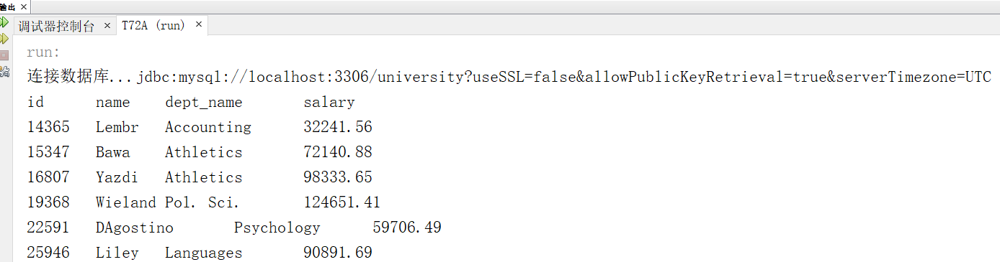 输出 ×
调试器控制台 × T72A (run) ×
run:
连接数据库...jdbc:mysql://localhost:3306/university?useSSL=false&allowPublicKeyRetrieval=true&serverTimezone=UTC
id name dept_name salary
14365 Lembr Accounting 32241.56
15347 Bawa Athletics 72140.88
16807 Yazdi Athletics 98333.65
19368 Wieland Pol. Sci. 124651.41
22591 DAgostino Psychology 59706.49
25946 Liley Languages 90891.69